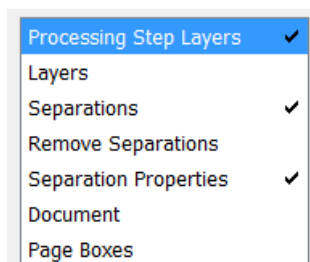 Processing Step Layers ✓
Layers
Separations ✓
Remove Separations
Separation Properties ✓
Document
Page Boxes